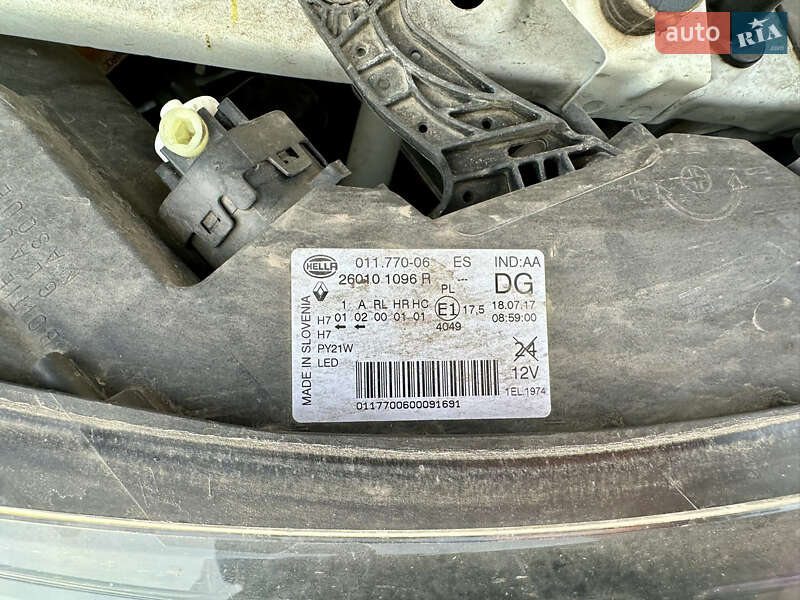 auto RIA
HELLA 011.770-06 ES IND:AA
26010 1096 R --- DG
PL
1 A RL HR HC E1 17,5 18.07.17
H7 01 02 00 01 01 08:59:00
4049
H7
PY21W 24
LED 12V
MADE IN SLOVENIA
1EL.1974
0117700600091691
MASQUE